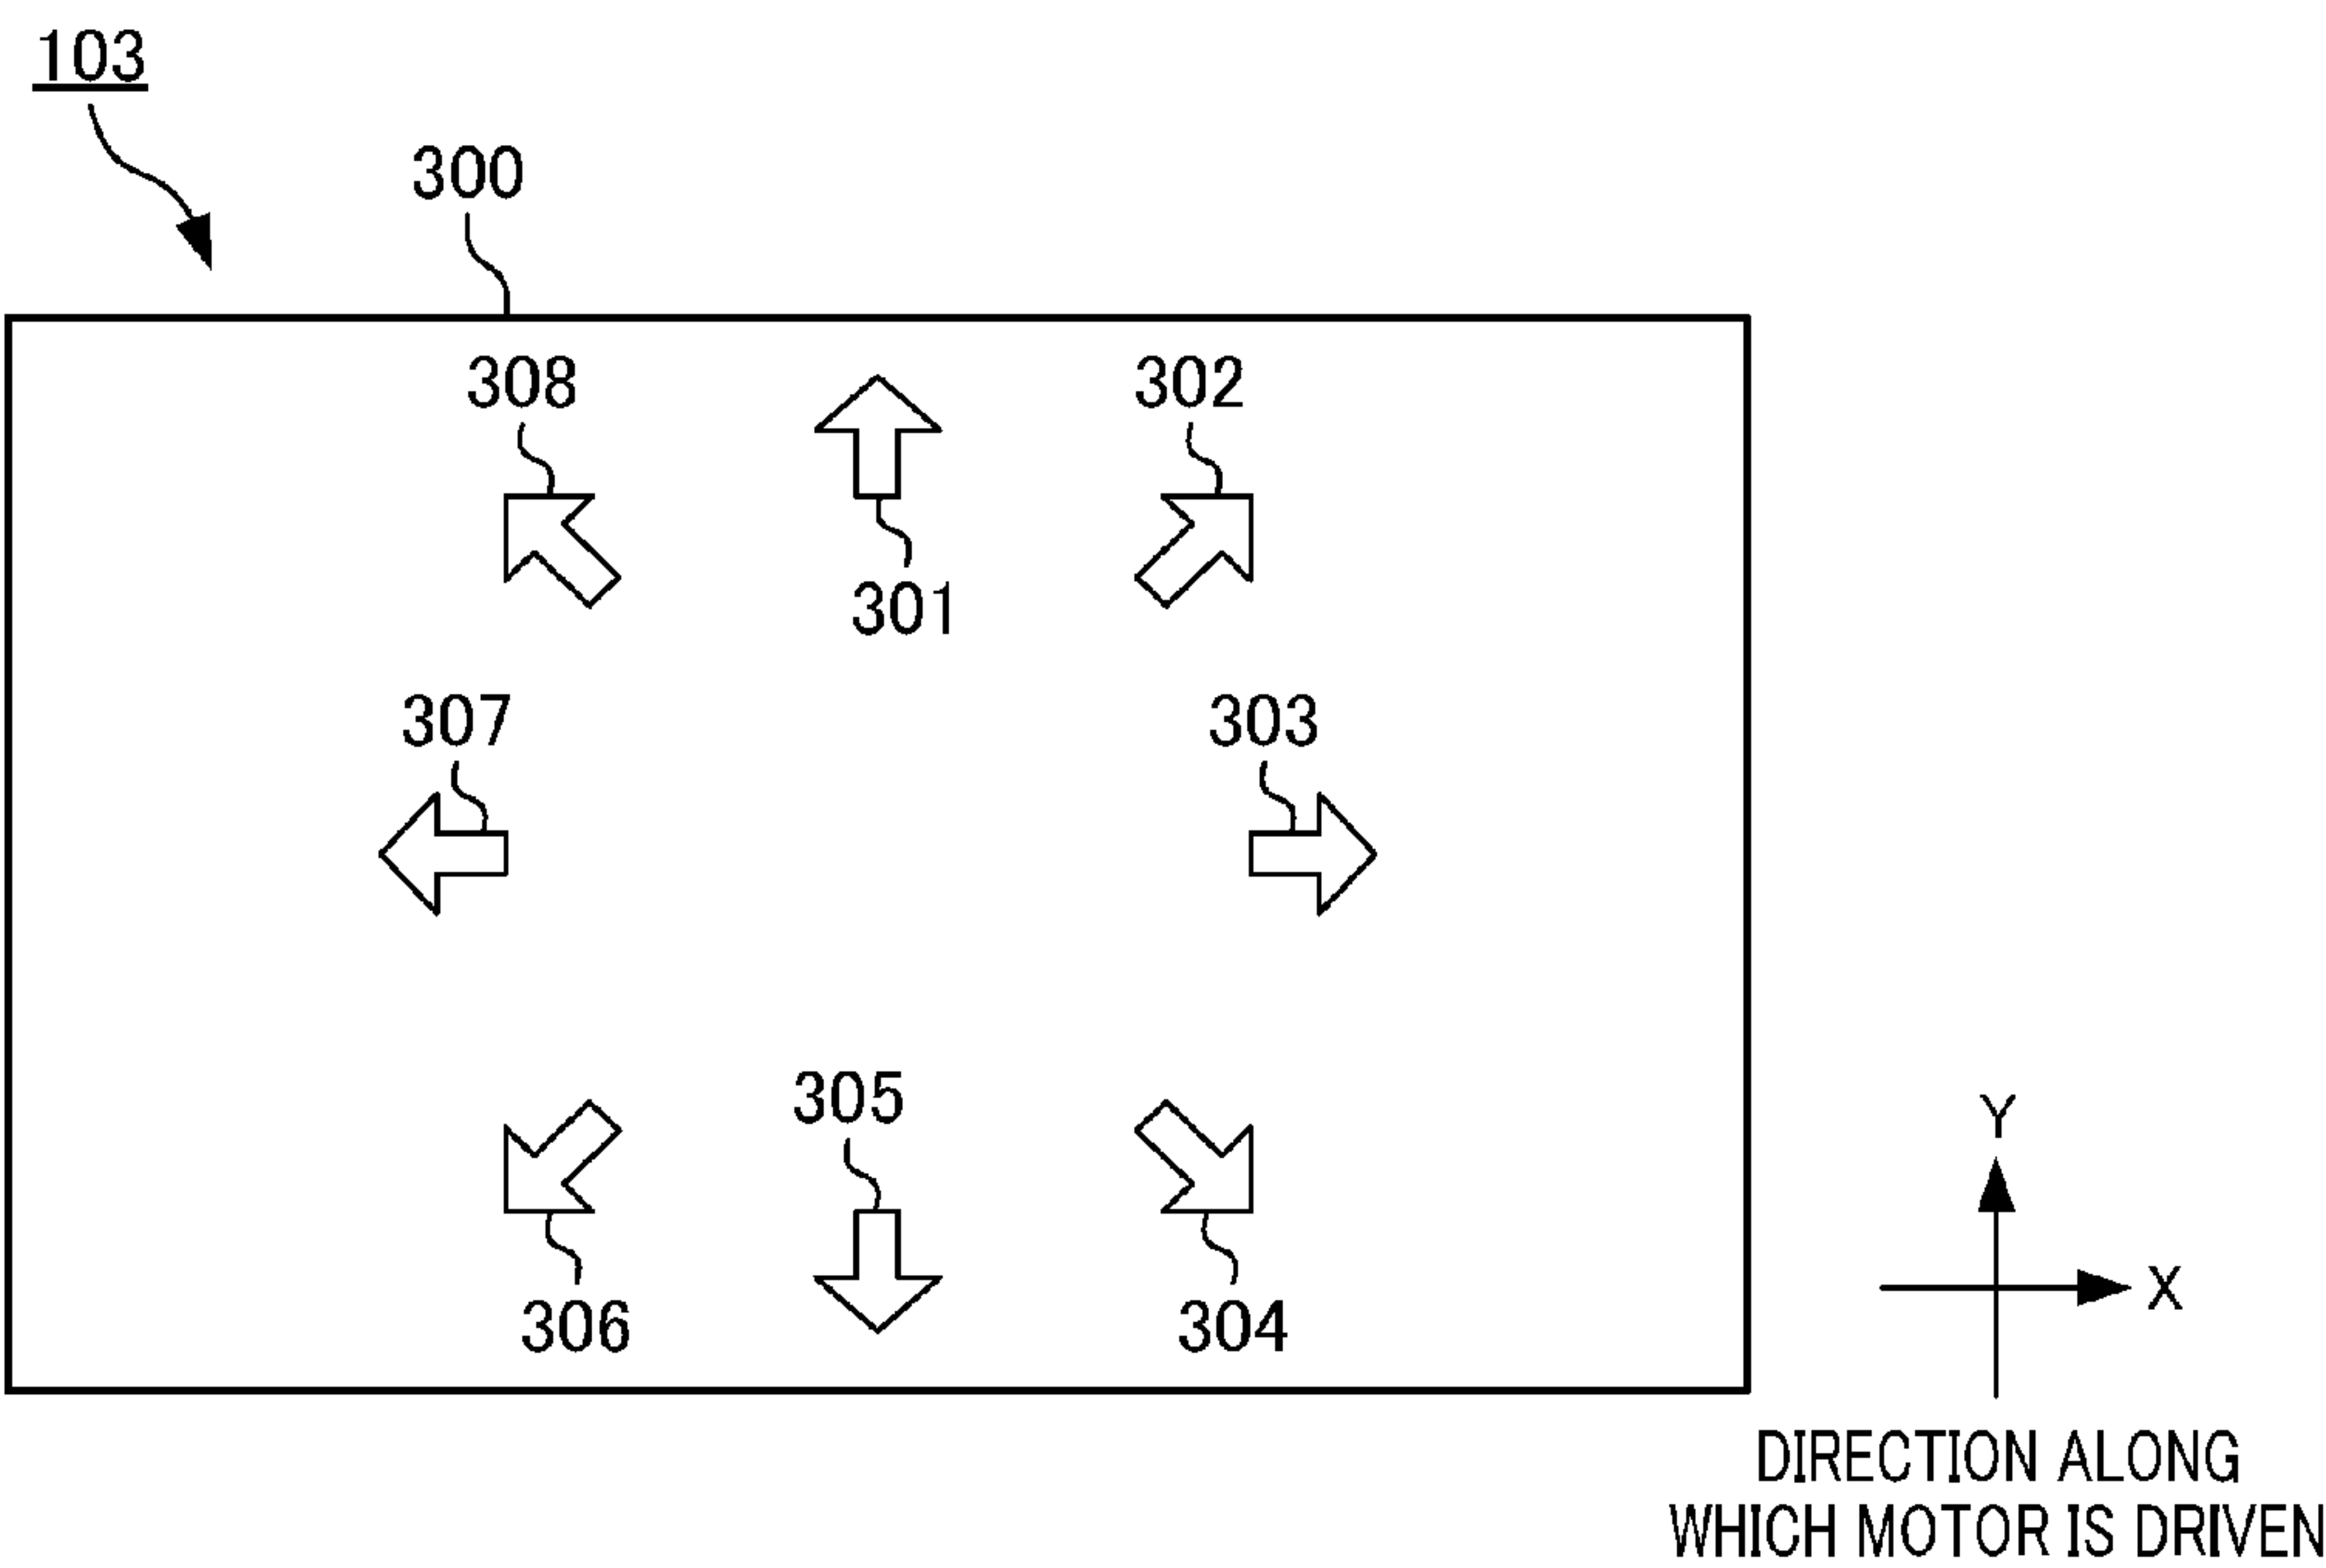 103
300
308
302
301
307
303
305
306
304
Y
X
DIRECTION ALONG
WHICH MOTOR IS DRIVEN